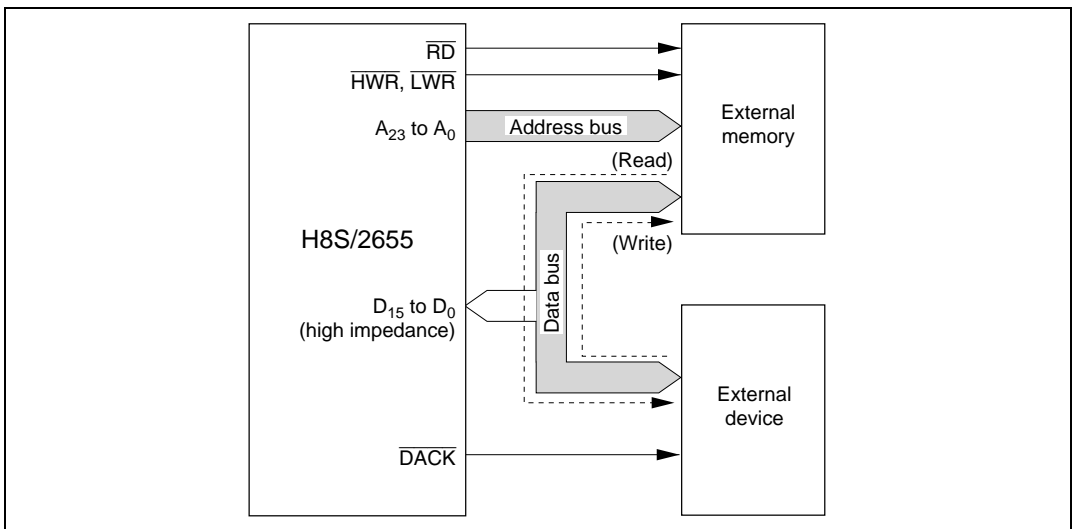 RD
HWR, LWR
A23 to A0
Address bus
External
memory
(Read)
H8S/2655
(Write)
Data bus
D15 to D0
(high impedance)
External
device
DACK